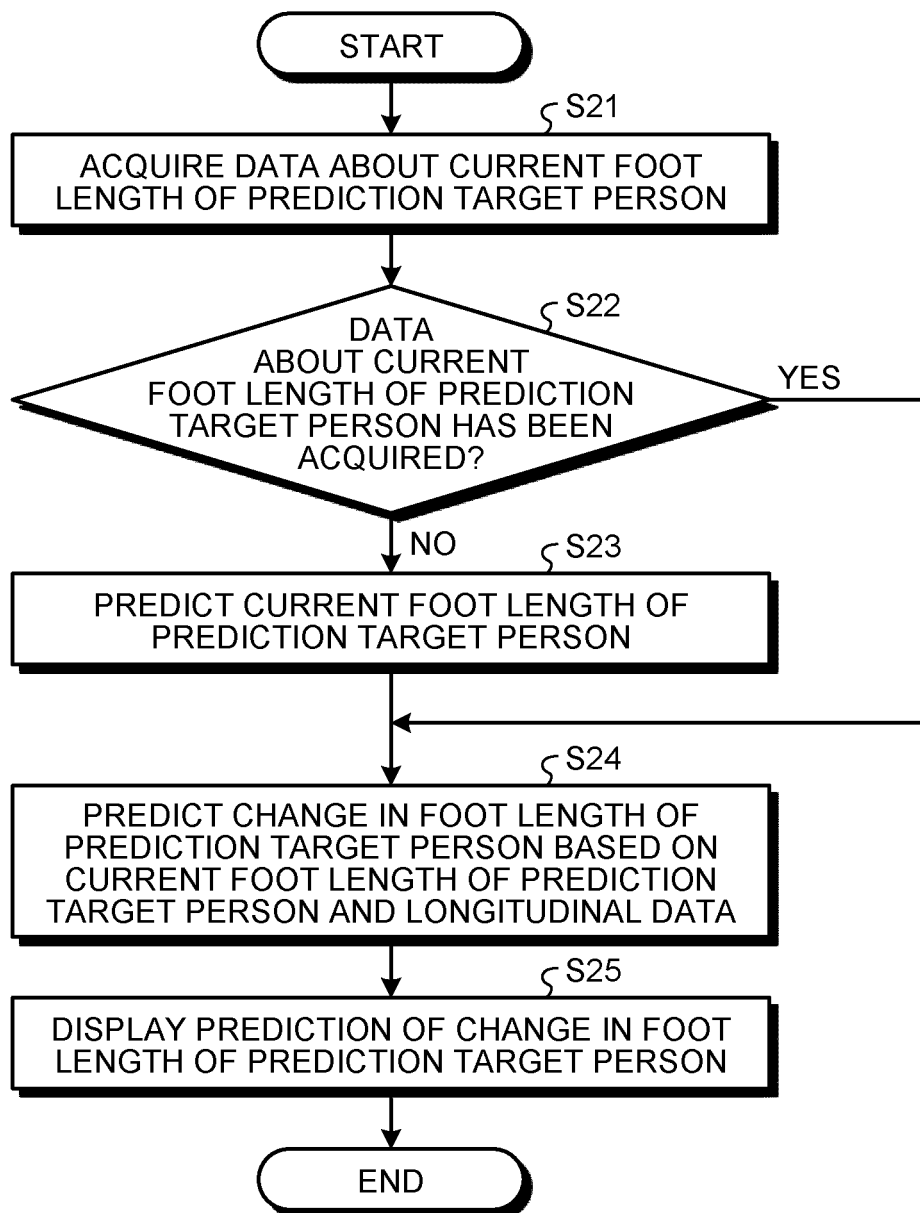 START
S21
ACQUIRE DATA ABOUT CURRENT FOOT
LENGTH OF PREDICTION TARGET PERSON
S22
DATA
ABOUT CURRENT
FOOT LENGTH OF PREDICTION
TARGET PERSON HAS BEEN
ACQUIRED?
YES
NO
S23
PREDICT CURRENT FOOT LENGTH OF
PREDICTION TARGET PERSON
S24
PREDICT CHANGE IN FOOT LENGTH OF
PREDICTION TARGET PERSON BASED ON
CURRENT FOOT LENGTH OF PREDICTION
TARGET PERSON AND LONGITUDINAL DATA
S25
DISPLAY PREDICTION OF CHANGE IN FOOT
LENGTH OF PREDICTION TARGET PERSON
END